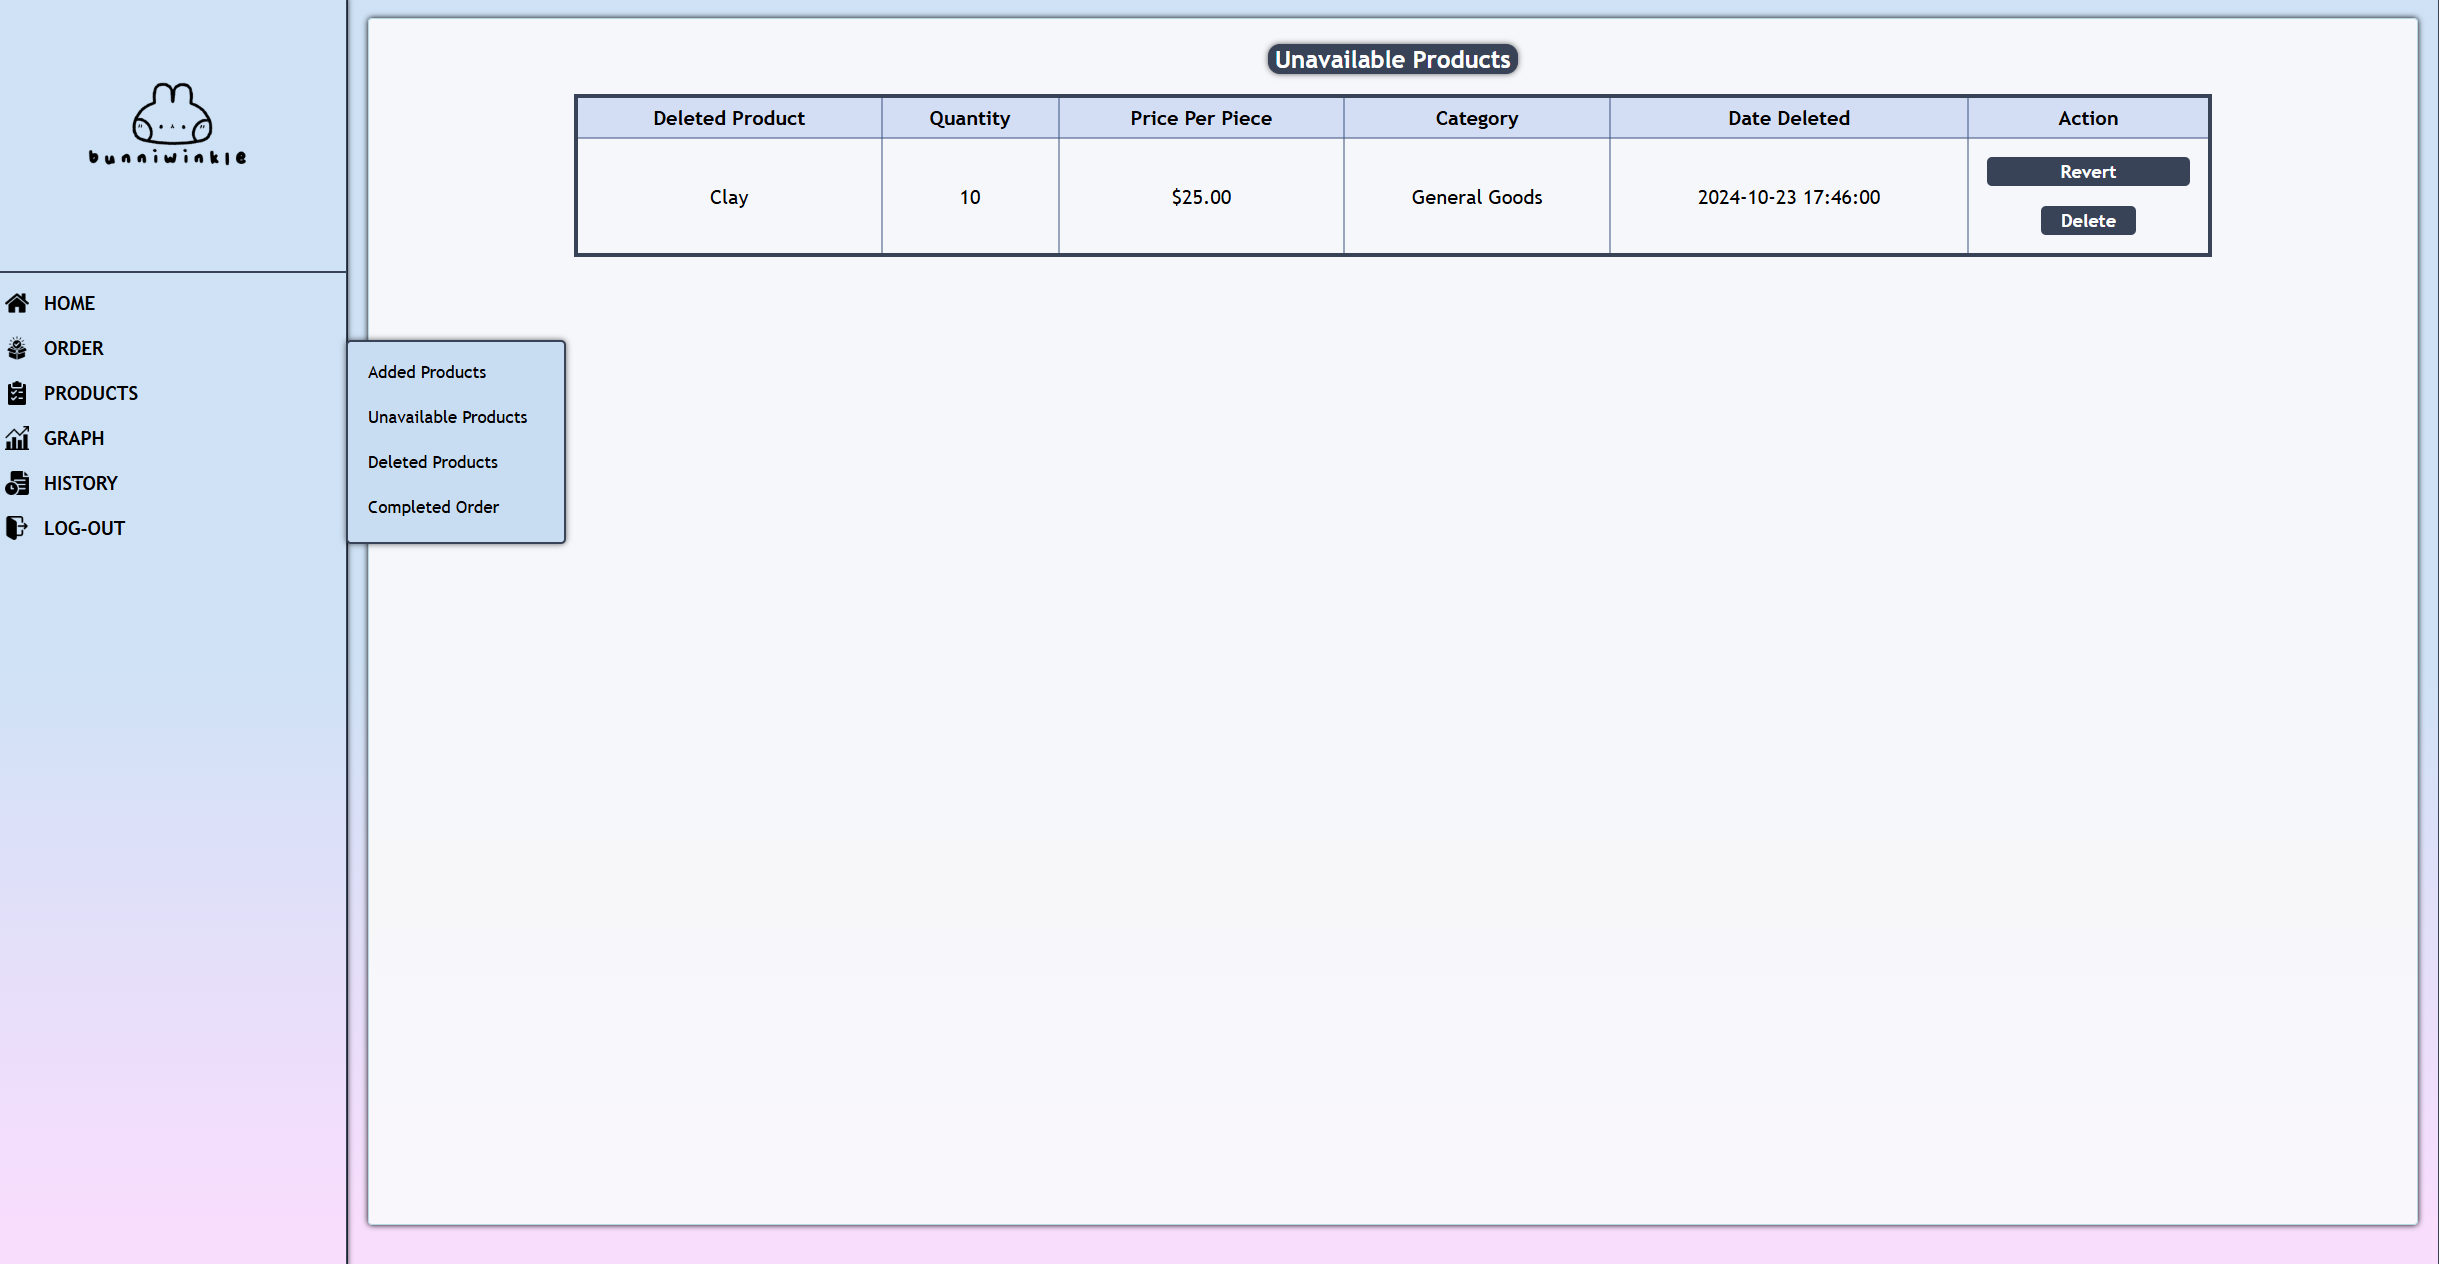 bunniwinkle
HOME
ORDER
PRODUCTS
GRAPH
HISTORY
LOG-OUT
Added Products
Unavailable Products
Deleted Products
Completed Order
Unavailable Products
Deleted Product Quantity Price Per Piece Category Date Deleted Action
Clay 10 $25.00 General Goods 2024-10-23 17:46:00
Revert
Delete